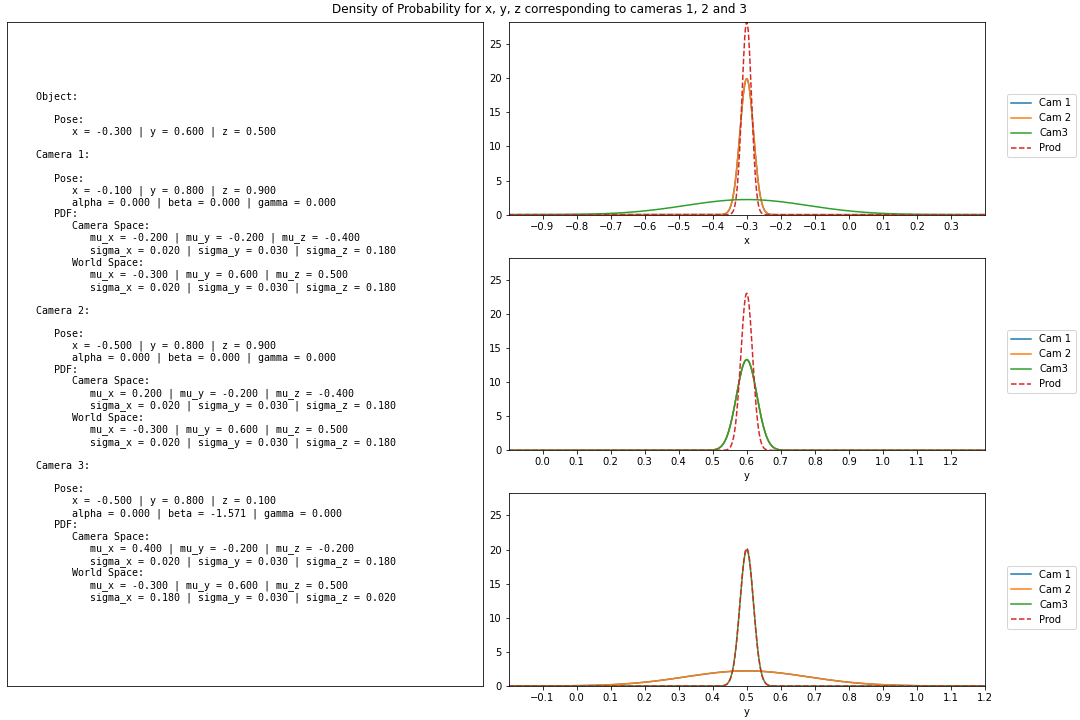 Density of Probability for x, y, z corresponding to cameras 1, 2 and 3
Object:
Pose:
x = -0.300 | y = 0.600 | z = 0.500
Camera 1:
Pose:
x = -0.100 | y = 0.800 | z = 0.900
alpha = 0.000 | beta = 0.000 | gamma = 0.000
PDF:
Camera Space:
mu_x = -0.200 | mu_y = -0.200 | mu_z = -0.400
sigma_x = 0.020 | sigma_y = 0.030 | sigma_z = 0.180
World Space:
mu_x = -0.300 | mu_y = 0.600 | mu_z = 0.500
sigma_x = 0.020 | sigma_y = 0.030 | sigma_z = 0.180
Camera 2:
Pose:
x = -0.500 | y = 0.800 | z = 0.900
alpha = 0.000 | beta = 0.000 | gamma = 0.000
PDF:
Camera Space:
mu_x = 0.200 | mu_y = -0.200 | mu_z = -0.400
sigma_x = 0.020 | sigma_y = 0.030 | sigma_z = 0.180
World Space:
mu_x = -0.300 | mu_y = 0.600 | mu_z = 0.500
sigma_x = 0.020 | sigma_y = 0.030 | sigma_z = 0.180
Camera 3:
Pose:
x = -0.500 | y = 0.800 | z = 0.100
alpha = 0.000 | beta = -1.571 | gamma = 0.000
PDF:
Camera Space:
mu_x = 0.400 | mu_y = -0.200 | mu_z = -0.200
sigma_x = 0.020 | sigma_y = 0.030 | sigma_z = 0.180
World Space:
mu_x = -0.300 | mu_y = 0.600 | mu_z = 0.500
sigma_x = 0.180 | sigma_y = 0.030 | sigma_z = 0.020
25
20
15
10
5
0
−0.9 −0.8 −0.7 −0.6 −0.5 −0.4 −0.3 −0.2 −0.1 0.0 0.1 0.2 0.3
x
Cam 1
Cam 2
Cam3
Prod
25
20
15
10
5
0
0.0 0.1 0.2 0.3 0.4 0.5 0.6 0.7 0.8 0.9 1.0 1.1 1.2
y
Cam 1
Cam 2
Cam3
Prod
25
20
15
10
5
0
−0.1 0.0 0.1 0.2 0.3 0.4 0.5 0.6 0.7 0.8 0.9 1.0 1.1 1.2
y
Cam 1
Cam 2
Cam3
Prod